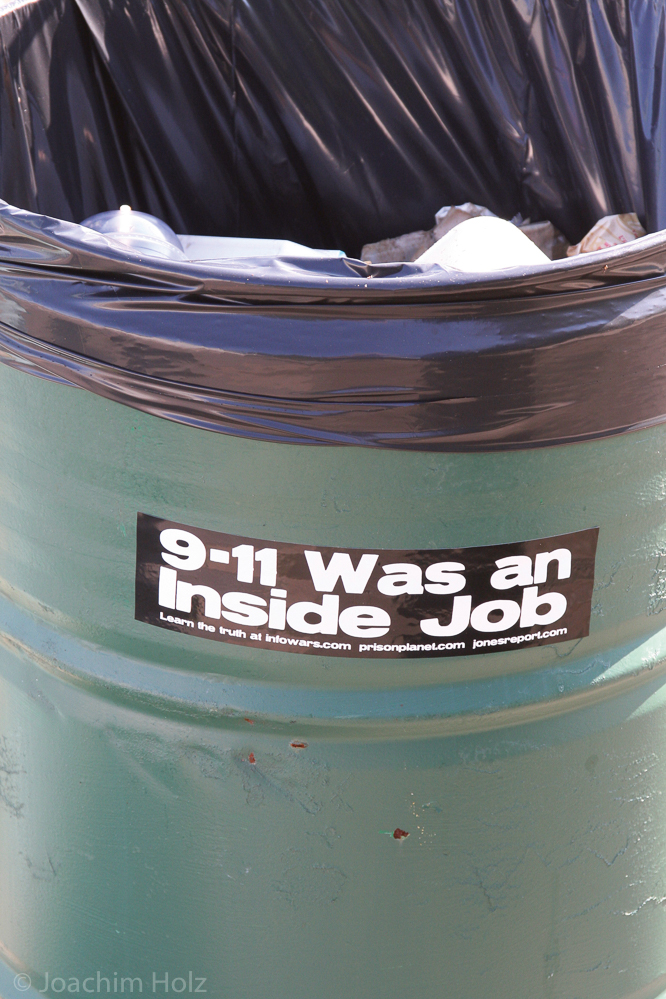 9-11 Was an
Inside Job
Learn the truth at infowars.com prisonplanet.com jonesreport.com
© Joachim Holz